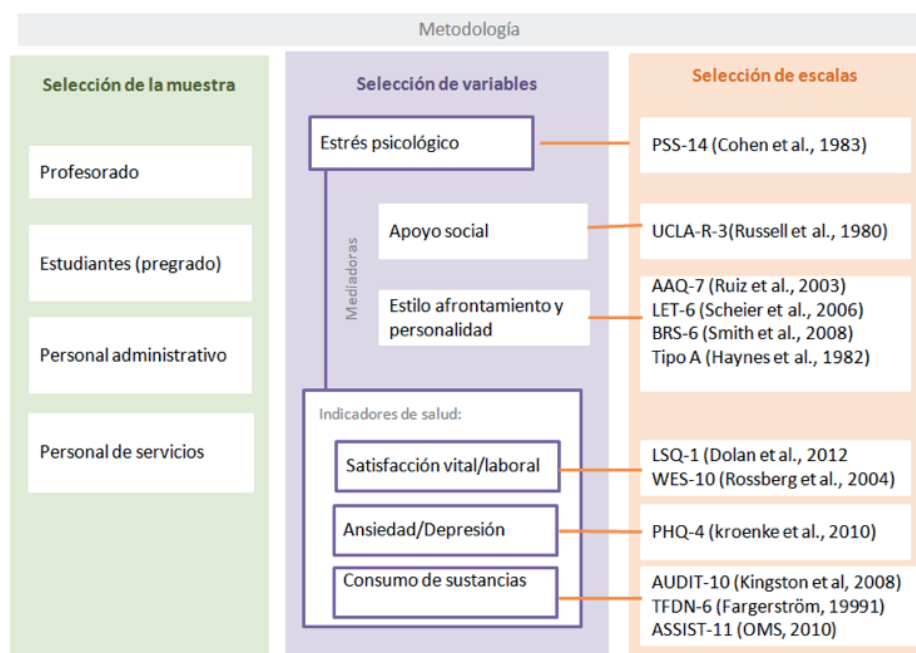 Metodología
Selección de la muestra
Profesorado
Estudiantes (pregrado)
Personal administrativo
Personal de servicios
Selección de variables
Estrés psicológico
Mediadoras
Apoyo social
Estilo afrontamiento y
personalidad
Indicadores de salud:
Satisfacción vital/laboral
Ansiedad/Depresión
Consumo de sustancias
Selección de escalas
PSS-14 (Cohen et al., 1983)
UCLA-R-3(Russell et al., 1980)
AAQ-7 (Ruiz et al., 2003)
LET-6 (Scheier et al., 2006)
BRS-6 (Smith et al., 2008)
Tipo A (Haynes et al., 1982)
LSQ-1 (Dolan et al., 2012
WES-10 (Rossberg et al., 2004)
PHQ-4 (kroenke et al., 2010)
AUDIT-10 (Kingston et al, 2008)
TFDN-6 (Fargerström, 19991)
ASSIST-11 (OMS, 2010)